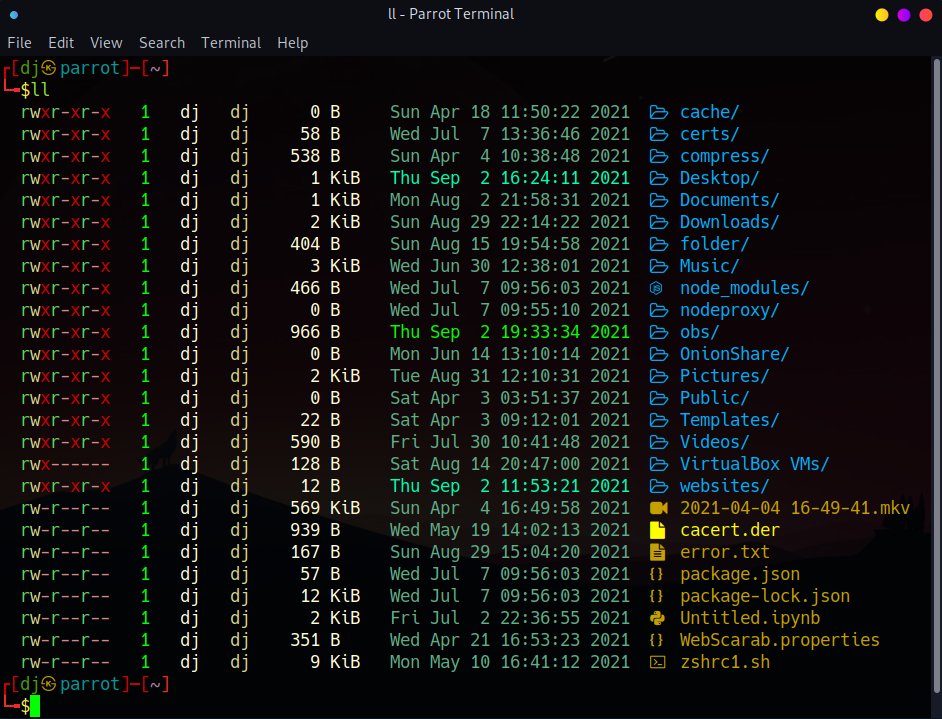 ll - Parrot Terminal
File Edit View Search Terminal Help
┌[dj㉿parrot]─[~]
└╼$ll
rwxr-xr-x 1 dj dj 0 B Sun Apr 18 11:50:22 2021 cache/
rwxr-xr-x 1 dj dj 58 B Wed Jul 7 13:36:46 2021 certs/
rwxr-xr-x 1 dj dj 538 B Sun Apr 4 10:38:48 2021 compress/
rwxr-xr-x 1 dj dj 1 KiB Thu Sep 2 16:24:11 2021 Desktop/
rwxr-xr-x 1 dj dj 1 KiB Mon Aug 2 21:58:31 2021 Documents/
rwxr-xr-x 1 dj dj 2 KiB Sun Aug 29 22:14:22 2021 Downloads/
rwxr-xr-x 1 dj dj 404 B Sun Aug 15 19:54:58 2021 folder/
rwxr-xr-x 1 dj dj 3 KiB Wed Jun 30 12:38:01 2021 Music/
rwxr-xr-x 1 dj dj 466 B Wed Jul 7 09:56:03 2021 node_modules/
rwxr-xr-x 1 dj dj 0 B Wed Jul 7 09:55:10 2021 nodeproxy/
rwxr-xr-x 1 dj dj 966 B Thu Sep 2 19:33:34 2021 obs/
rwxr-xr-x 1 dj dj 0 B Mon Jun 14 13:10:14 2021 OnionShare/
rwxr-xr-x 1 dj dj 2 KiB Tue Aug 31 12:10:31 2021 Pictures/
rwxr-xr-x 1 dj dj 0 B Sat Apr 3 03:51:37 2021 Public/
rwxr-xr-x 1 dj dj 22 B Sat Apr 3 09:12:01 2021 Templates/
rwxr-xr-x 1 dj dj 590 B Fri Jul 30 10:41:48 2021 Videos/
rwx------ 1 dj dj 128 B Sat Aug 14 20:47:00 2021 VirtualBox VMs/
rwxr-xr-x 1 dj dj 12 B Thu Sep 2 11:53:21 2021 websites/
rw-r--r-- 1 dj dj 569 KiB Sun Apr 4 16:49:58 2021 2021-04-04 16-49-41.mkv
rw-r--r-- 1 dj dj 939 B Wed May 19 14:02:13 2021 cacert.der
rw-r--r-- 1 dj dj 167 B Sun Aug 29 15:04:20 2021 error.txt
rw-r--r-- 1 dj dj 57 B Wed Jul 7 09:56:03 2021 package.json
rw-r--r-- 1 dj dj 12 KiB Wed Jul 7 09:56:03 2021 package-lock.json
rw-r--r-- 1 dj dj 2 KiB Fri Jul 2 22:36:55 2021 Untitled.ipynb
rw-r--r-- 1 dj dj 351 B Wed Apr 21 16:53:23 2021 WebScarab.properties
rw-r--r-- 1 dj dj 9 KiB Mon May 10 16:41:12 2021 zshrc1.sh
┌[dj㉿parrot]─[~]
└╼$